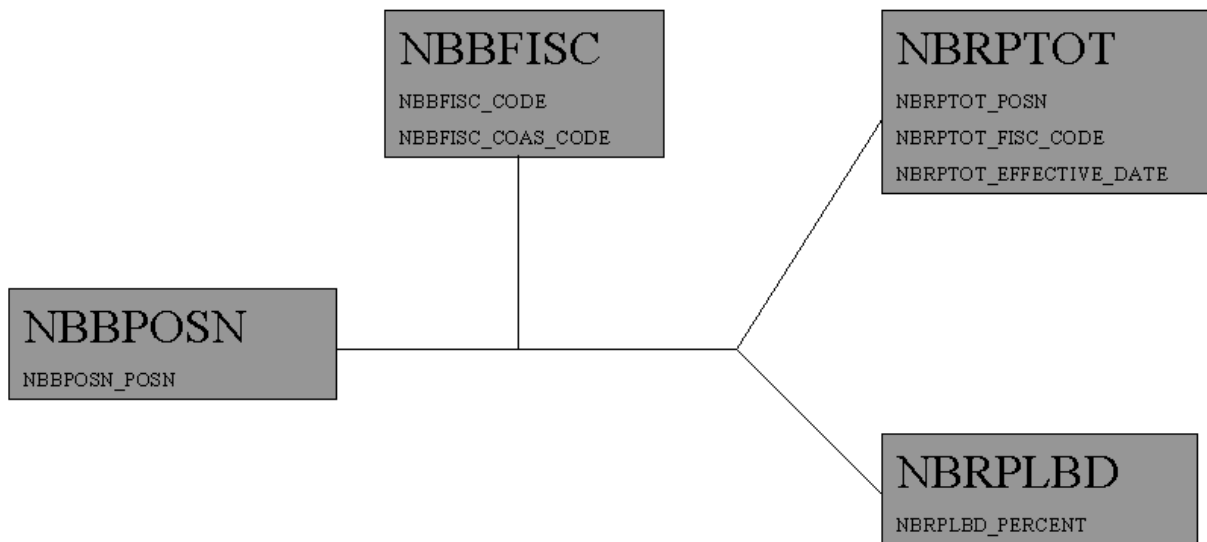 NBBFISC
NBBFISC_CODE
NBBFISC_COAS_CODE
NBRPTOT
NBRPTOT_POSN
NBRPTOT_FISC_CODE
NBRPTOT_EFFECTIVE_DATE
NBBPOSN
NBBPOSN_POSN
NBRPLBD
NBRPLBD_PERCENT